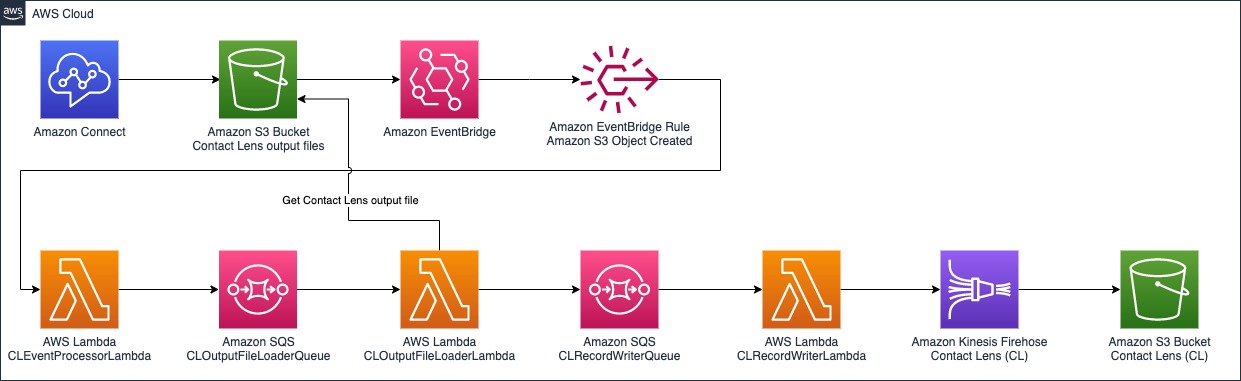 aws
AWS Cloud
Amazon Connect
Amazon S3 Bucket
Contact Lens output files
Amazon EventBridge
Amazon EventBridge Rule
Amazon S3 Object Created
Get Contact Lens output file
AWS Lambda
CLEventProcessorLambda
Amazon SQS
CLOutputFileLoaderQueue
AWS Lambda
CLOutputFileLoaderLambda
Amazon SQS
CLRecordWriterQueue
AWS Lambda
CLRecordWriterLambda
Amazon Kinesis Firehose
Contact Lens (CL)
Amazon S3 Bucket
Contact Lens (CL)